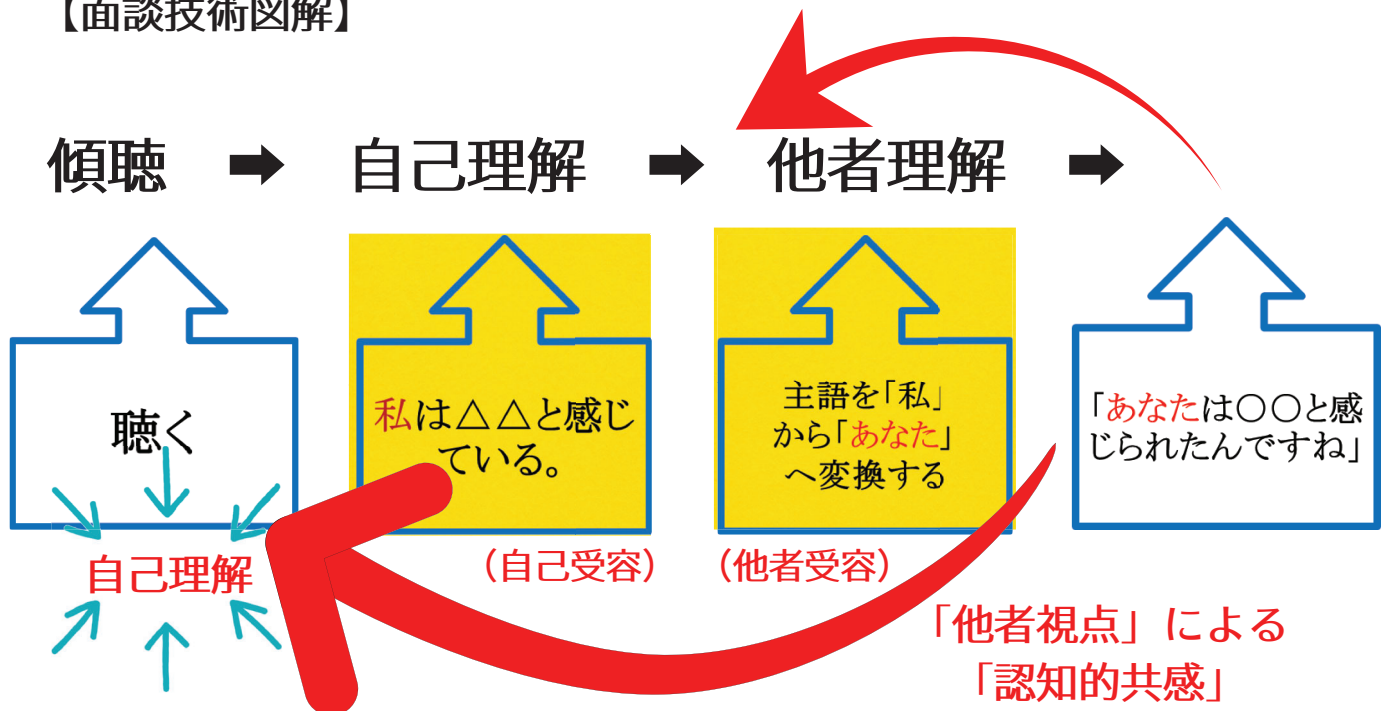 【面談技術図解】
傾聴 ➡ 自己理解 ➡ 他者理解 ➡
聴く
自己理解
私は△△と感じ
ている。
(自己受容)
主語を「私」
から「あなた」
へ変換する
(他者受容)
「あなたは〇〇と感
じられたんですね」
「他者視点」による
「認知的共感」